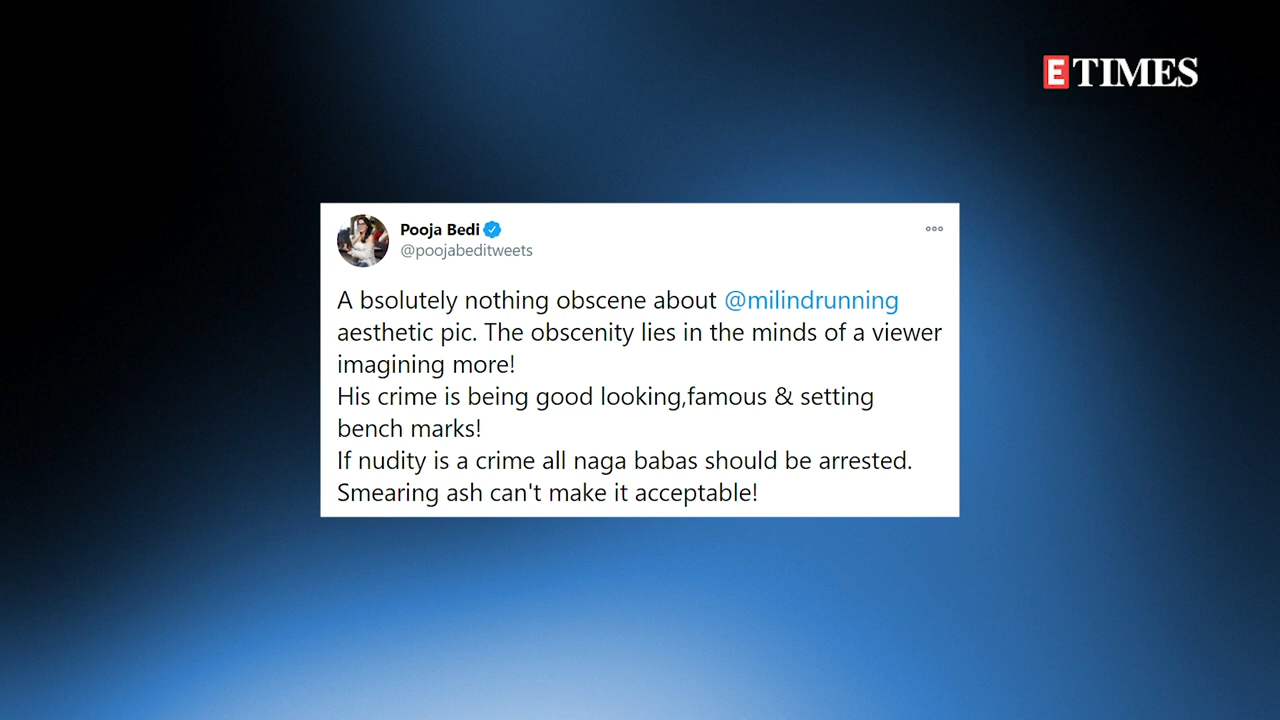 ETIMES
Pooja Bedi
@poojabeditweets
A bsolutely nothing obscene about @milindrunning
aesthetic pic. The obscenity lies in the minds of a viewer
imagining more!
His crime is being good looking,famous & setting
bench marks!
If nudity is a crime all naga babas should be arrested.
Smearing ash can't make it acceptable!